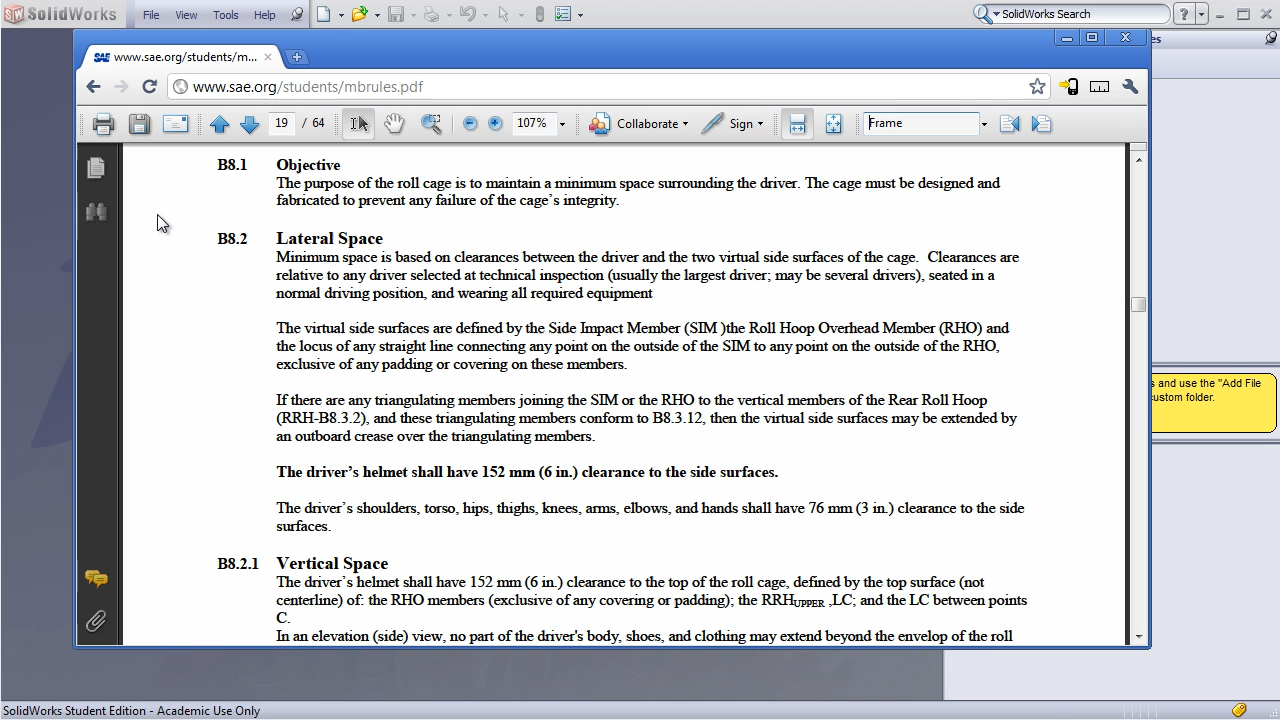 SolidWorks File View Tools Help SolidWorks Search ?
es
SAE www.sae.org/students/m...
www.sae.org/students/mbrules.pdf
19 / 64 107% Collaborate Sign Frame
B8.1 Objective
The purpose of the roll cage is to maintain a minimum space surrounding the driver. The cage must be designed and
fabricated to prevent any failure of the cage's integrity.
B8.2 Lateral Space
Minimum space is based on clearances between the driver and the two virtual side surfaces of the cage.  Clearances are
relative to any driver selected at technical inspection (usually the largest driver; may be several drivers), seated in a
normal driving position, and wearing all required equipment
The virtual side surfaces are defined by the Side Impact Member (SIM )the Roll Hoop Overhead Member (RHO) and
the locus of any straight line connecting any point on the outside of the SIM to any point on the outside of the RHO,
exclusive of any padding or covering on these members.
If there are any triangulating members joining the SIM or the RHO to the vertical members of the Rear Roll Hoop
(RRH-B8.3.2), and these triangulating members conform to B8.3.12, then the virtual side surfaces may be extended by
an outboard crease over the triangulating members.
The driver's helmet shall have 152 mm (6 in.) clearance to the side surfaces.
The driver's shoulders, torso, hips, thighs, knees, arms, elbows, and hands shall have 76 mm (3 in.) clearance to the side
surfaces.
B8.2.1 Vertical Space
The driver's helmet shall have 152 mm (6 in.) clearance to the top of the roll cage, defined by the top surface (not
centerline) of: the RHO members (exclusive of any covering or padding); the RRHUPPER ,LC; and the LC between points
C.
In an elevation (side) view, no part of the driver's body, shoes, and clothing may extend beyond the envelop of the roll
s and use the "Add File
custom folder.
SolidWorks Student Edition - Academic Use Only